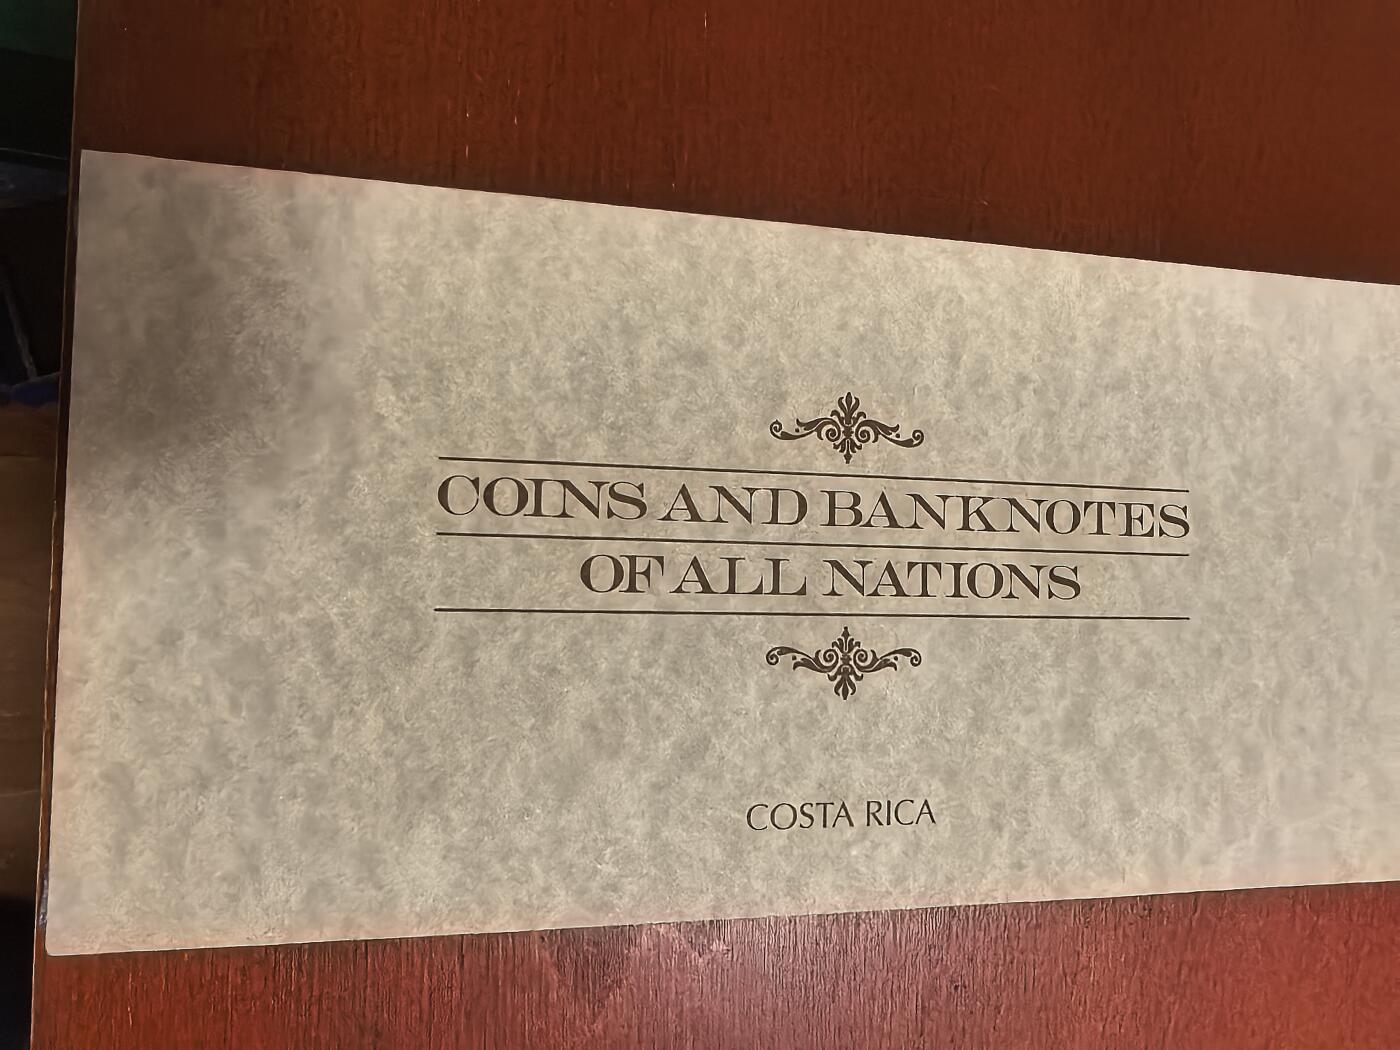 COINS AND BANKNOTES
OF ALL NATIONS
COSTA RICA